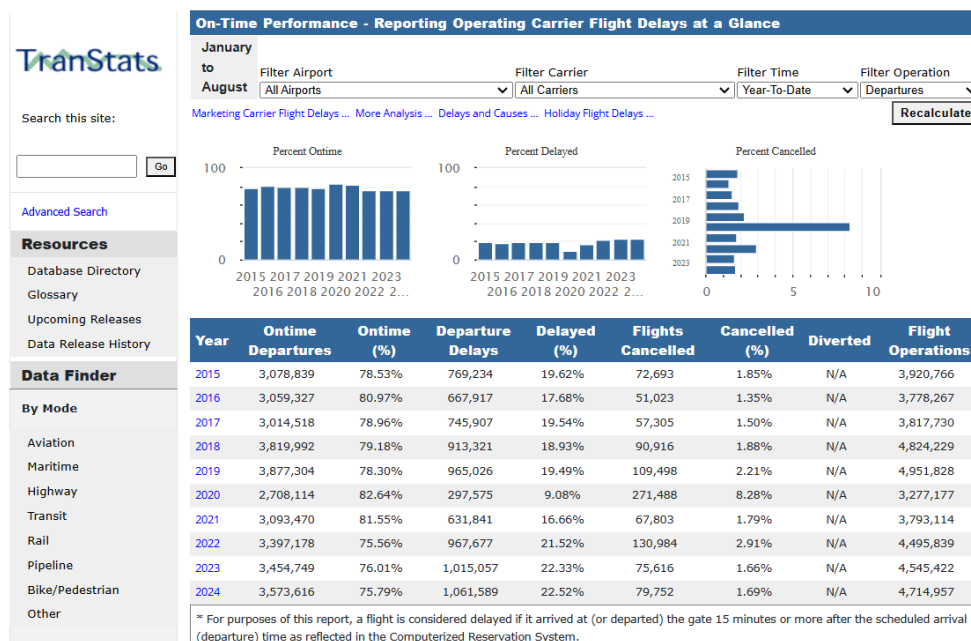 TranStats
Search this site:
Go
Advanced Search
Resources
Database Directory
Glossary
Upcoming Releases
Data Release History
Data Finder
By Mode
Aviation
Maritime
Highway
Transit
Rail
Pipeline
Bike/Pedestrian
Other
On-Time Performance - Reporting Operating Carrier Flight Delays at a Glance
January to August
Filter Airport Filter Carrier Filter Time Filter Operation
All Airports All Carriers Year-To-Date Departures
Marketing Carrier Flight Delays ... More Analysis ... Delays and Causes ... Holiday Flight Delays ...
Recalculate
Percent Ontime
100
0
2015 2017 2019 2021 2023
2016 2018 2020 2022 2...
Percent Delayed
100
0
2015 2017 2019 2021 2023
2016 2018 2020 2022 2...
Percent Cancelled
2015
2017
2019
2021
2023
0 5 10
Year Ontime Departures Ontime (%) Departure Delays Delayed (%) Flights Cancelled Cancelled (%) Diverted Flight Operations
2015 3,078,839 78.53% 769,234 19.62% 72,693 1.85% N/A 3,920,766
2016 3,059,327 80.97% 667,917 17.68% 51,023 1.35% N/A 3,778,267
2017 3,014,518 78.96% 745,907 19.54% 57,305 1.50% N/A 3,817,730
2018 3,819,992 79.18% 913,321 18.93% 90,916 1.88% N/A 4,824,229
2019 3,877,304 78.30% 965,026 19.49% 109,498 2.21% N/A 4,951,828
2020 2,708,114 82.64% 297,575 9.08% 271,488 8.28% N/A 3,277,177
2021 3,093,470 81.55% 631,841 16.66% 67,803 1.79% N/A 3,793,114
2022 3,397,178 75.56% 967,677 21.52% 130,984 2.91% N/A 4,495,839
2023 3,454,749 76.01% 1,015,057 22.33% 75,616 1.66% N/A 4,545,422
2024 3,573,616 75.79% 1,061,589 22.52% 79,752 1.69% N/A 4,714,957
* For purposes of this report, a flight is considered delayed if it arrived at (or departed) the gate 15 minutes or more after the scheduled arrival
(departure) time as reflected in the Computerized Reservation System.